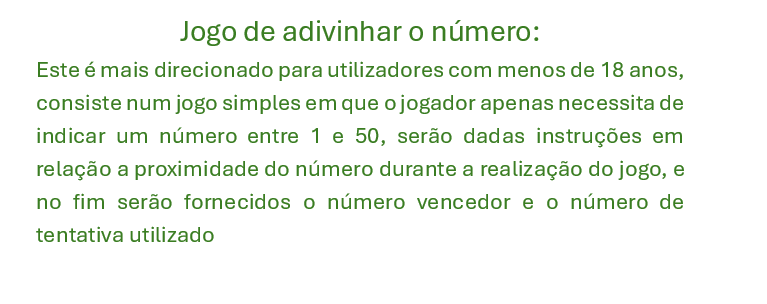 Jogo de adivinhar o número:
Este é mais direcionado para utilizadores com menos de 18 anos,
consiste num jogo simples em que o jogador apenas necessita de
indicar um número entre 1 e 50, serão dadas instruções em
relação a proximidade do número durante a realização do jogo, e
no fim serão fornecidos o número vencedor e o número de
tentativa utilizado